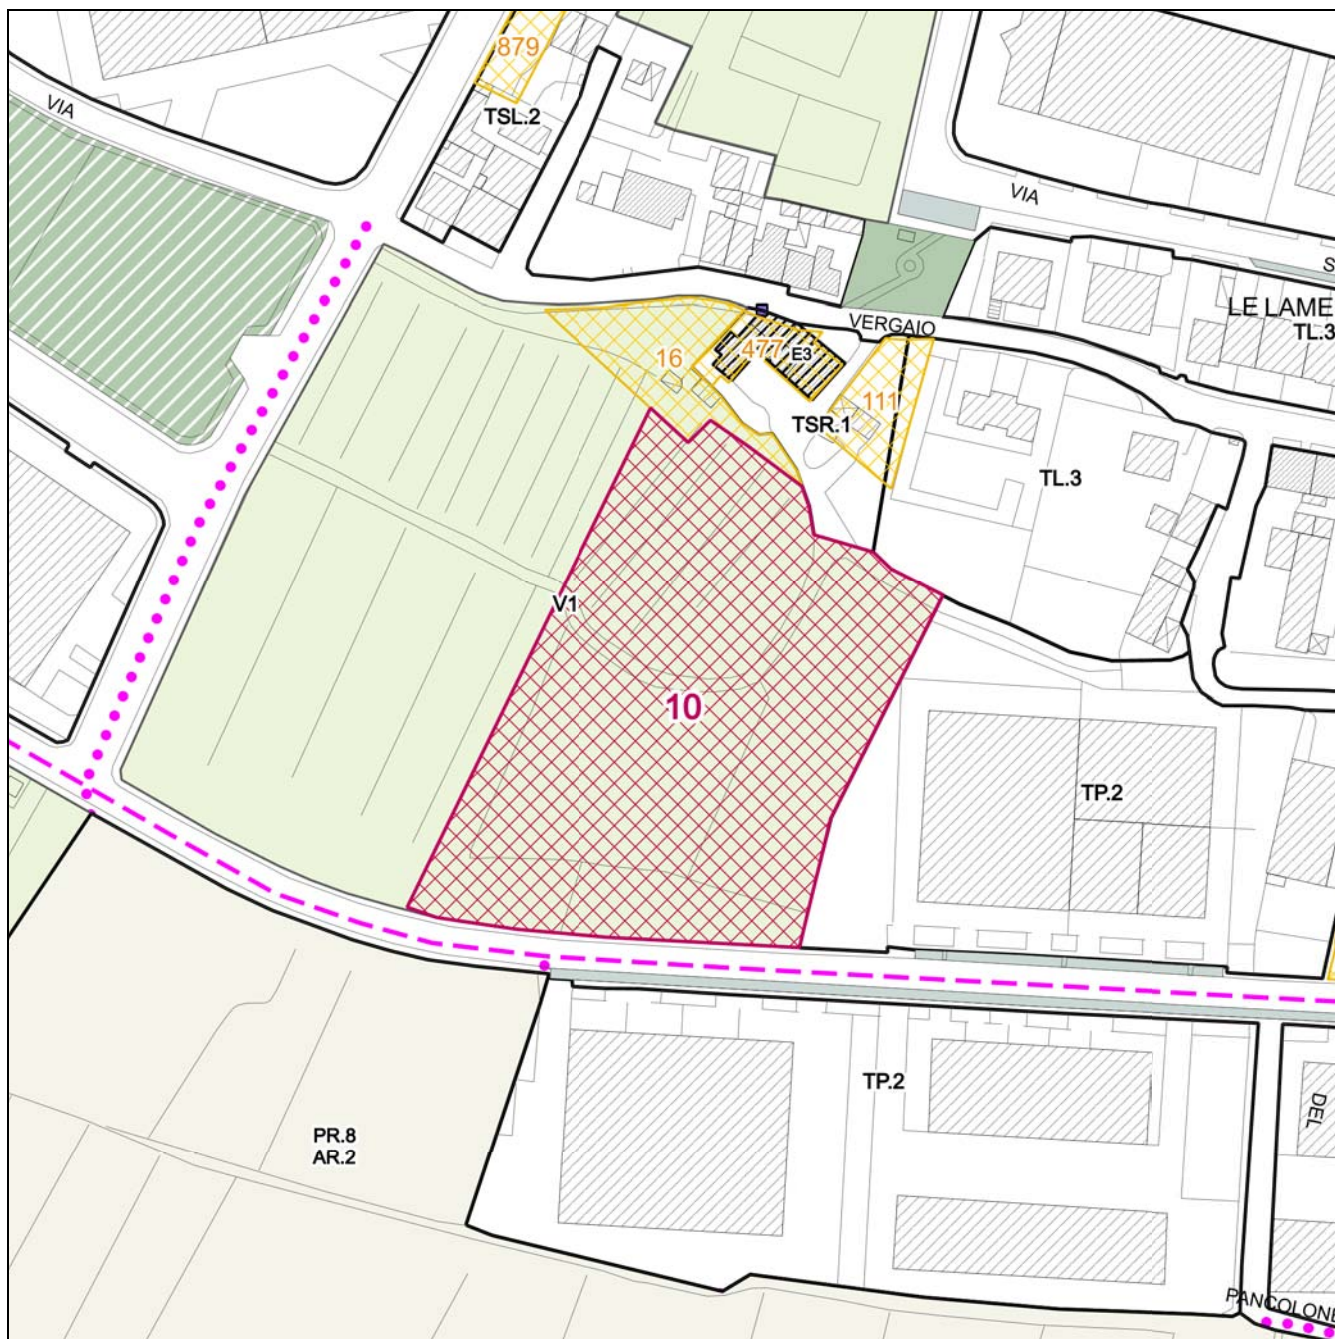 879
VIA
TSL.2
VIA
S
LE LAME
TL.3
VERGAIO
16
477
E3
111
TSR.1
TL.3
V1
10
TP.2
TP.2
DEL
PR.8
AR.2
PANCOLONE